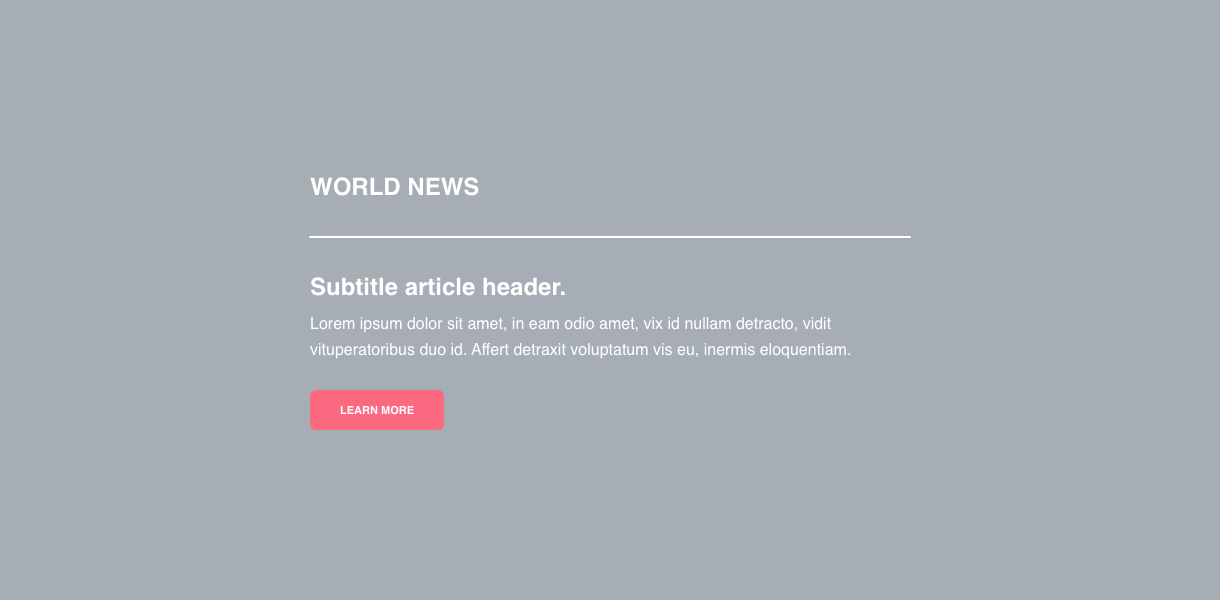 WORLD NEWS
Subtitle article header.
Lorem ipsum dolor sit amet, in eam odio amet, vix id nullam detracto, vidit
vituperatoribus duo id. Affert detraxit voluptatum vis eu, inermis eloquentiam.
LEARN MORE